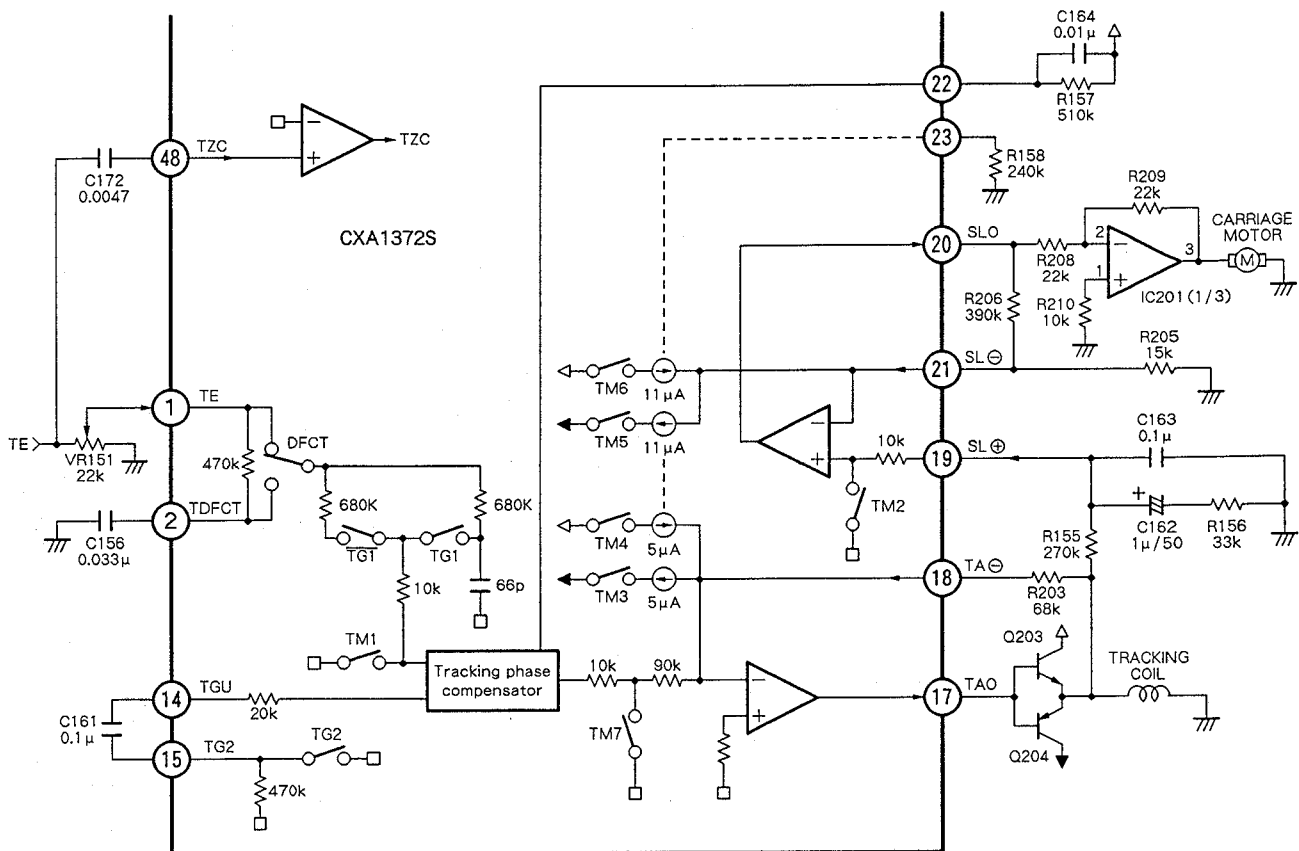 C164
0.01µ
22
R157
510k
23
R158
240k
48
TZC
−
+
TZC
C172
0.0047
CXA1372S
R209
22k
20
SLO
R208
22k
2
−
1
+
3
CARRIAGE
MOTOR
M
IC201(1/3)
R206
390k
R210
10k
R205
15k
21
SL⊖
TM6
11µA
TM5
11µA
1
TE
TE
VR151
22k
470k
DFCT
−
+
10k
19
SL⊕
C163
0.1µ
680K
680K
TM2
+
C162
1µ/50
R156
33k
2
TDFCT
C156
0.033µ
TG1
TG1
TM4
5µA
R155
270k
10k
66p
TM3
5µA
18
TA⊖
R203
68k
TM1
Tracking phase
compensator
10k
90k
−
+
Q203
TRACKING
COIL
14
TGU
20k
17
TAO
C161
0.1µ
TM7
15
TG2
TG2
Q204
470k